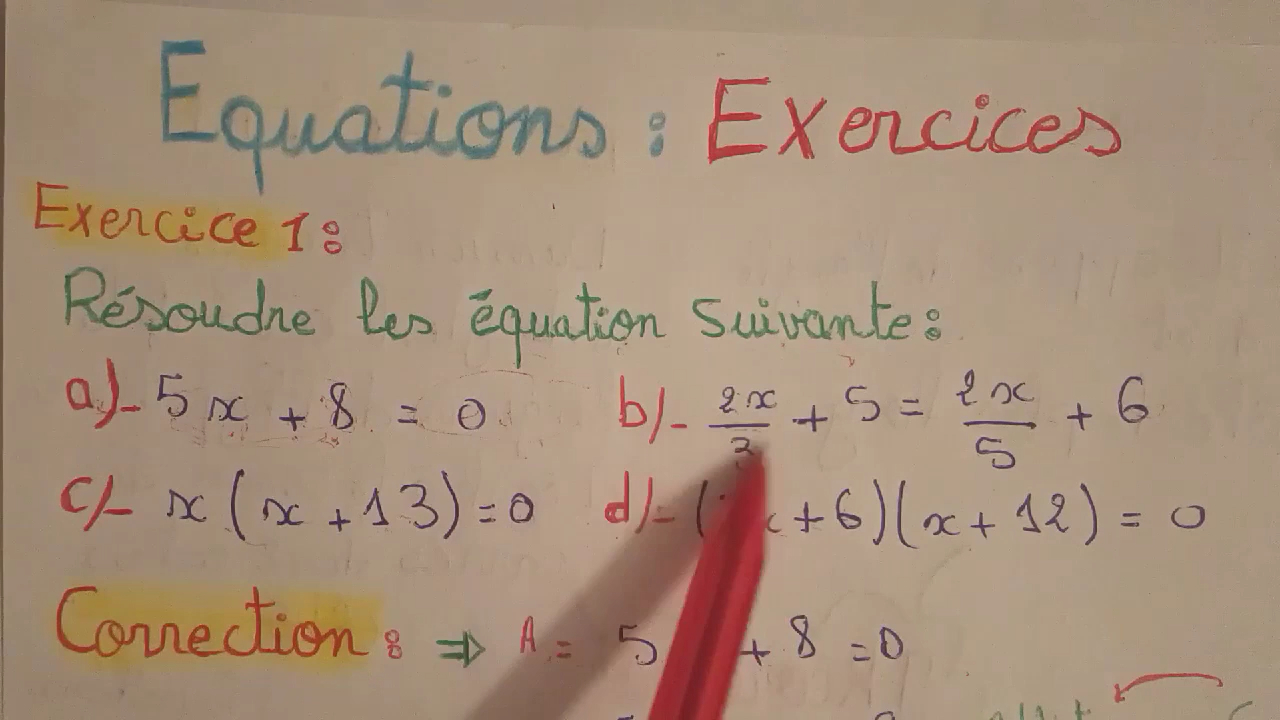 Equations : Exercices
Exercice 1 :
Résoudre les équation suivante :
a)- 5x + 8 = 0 b)- 2x/3 + 5 = 2x/5 + 6
c)- x(x + 13) = 0 d)- ( + 6)(x + 12) = 0
Correction : ⇒ A = 5 + 8 = 0